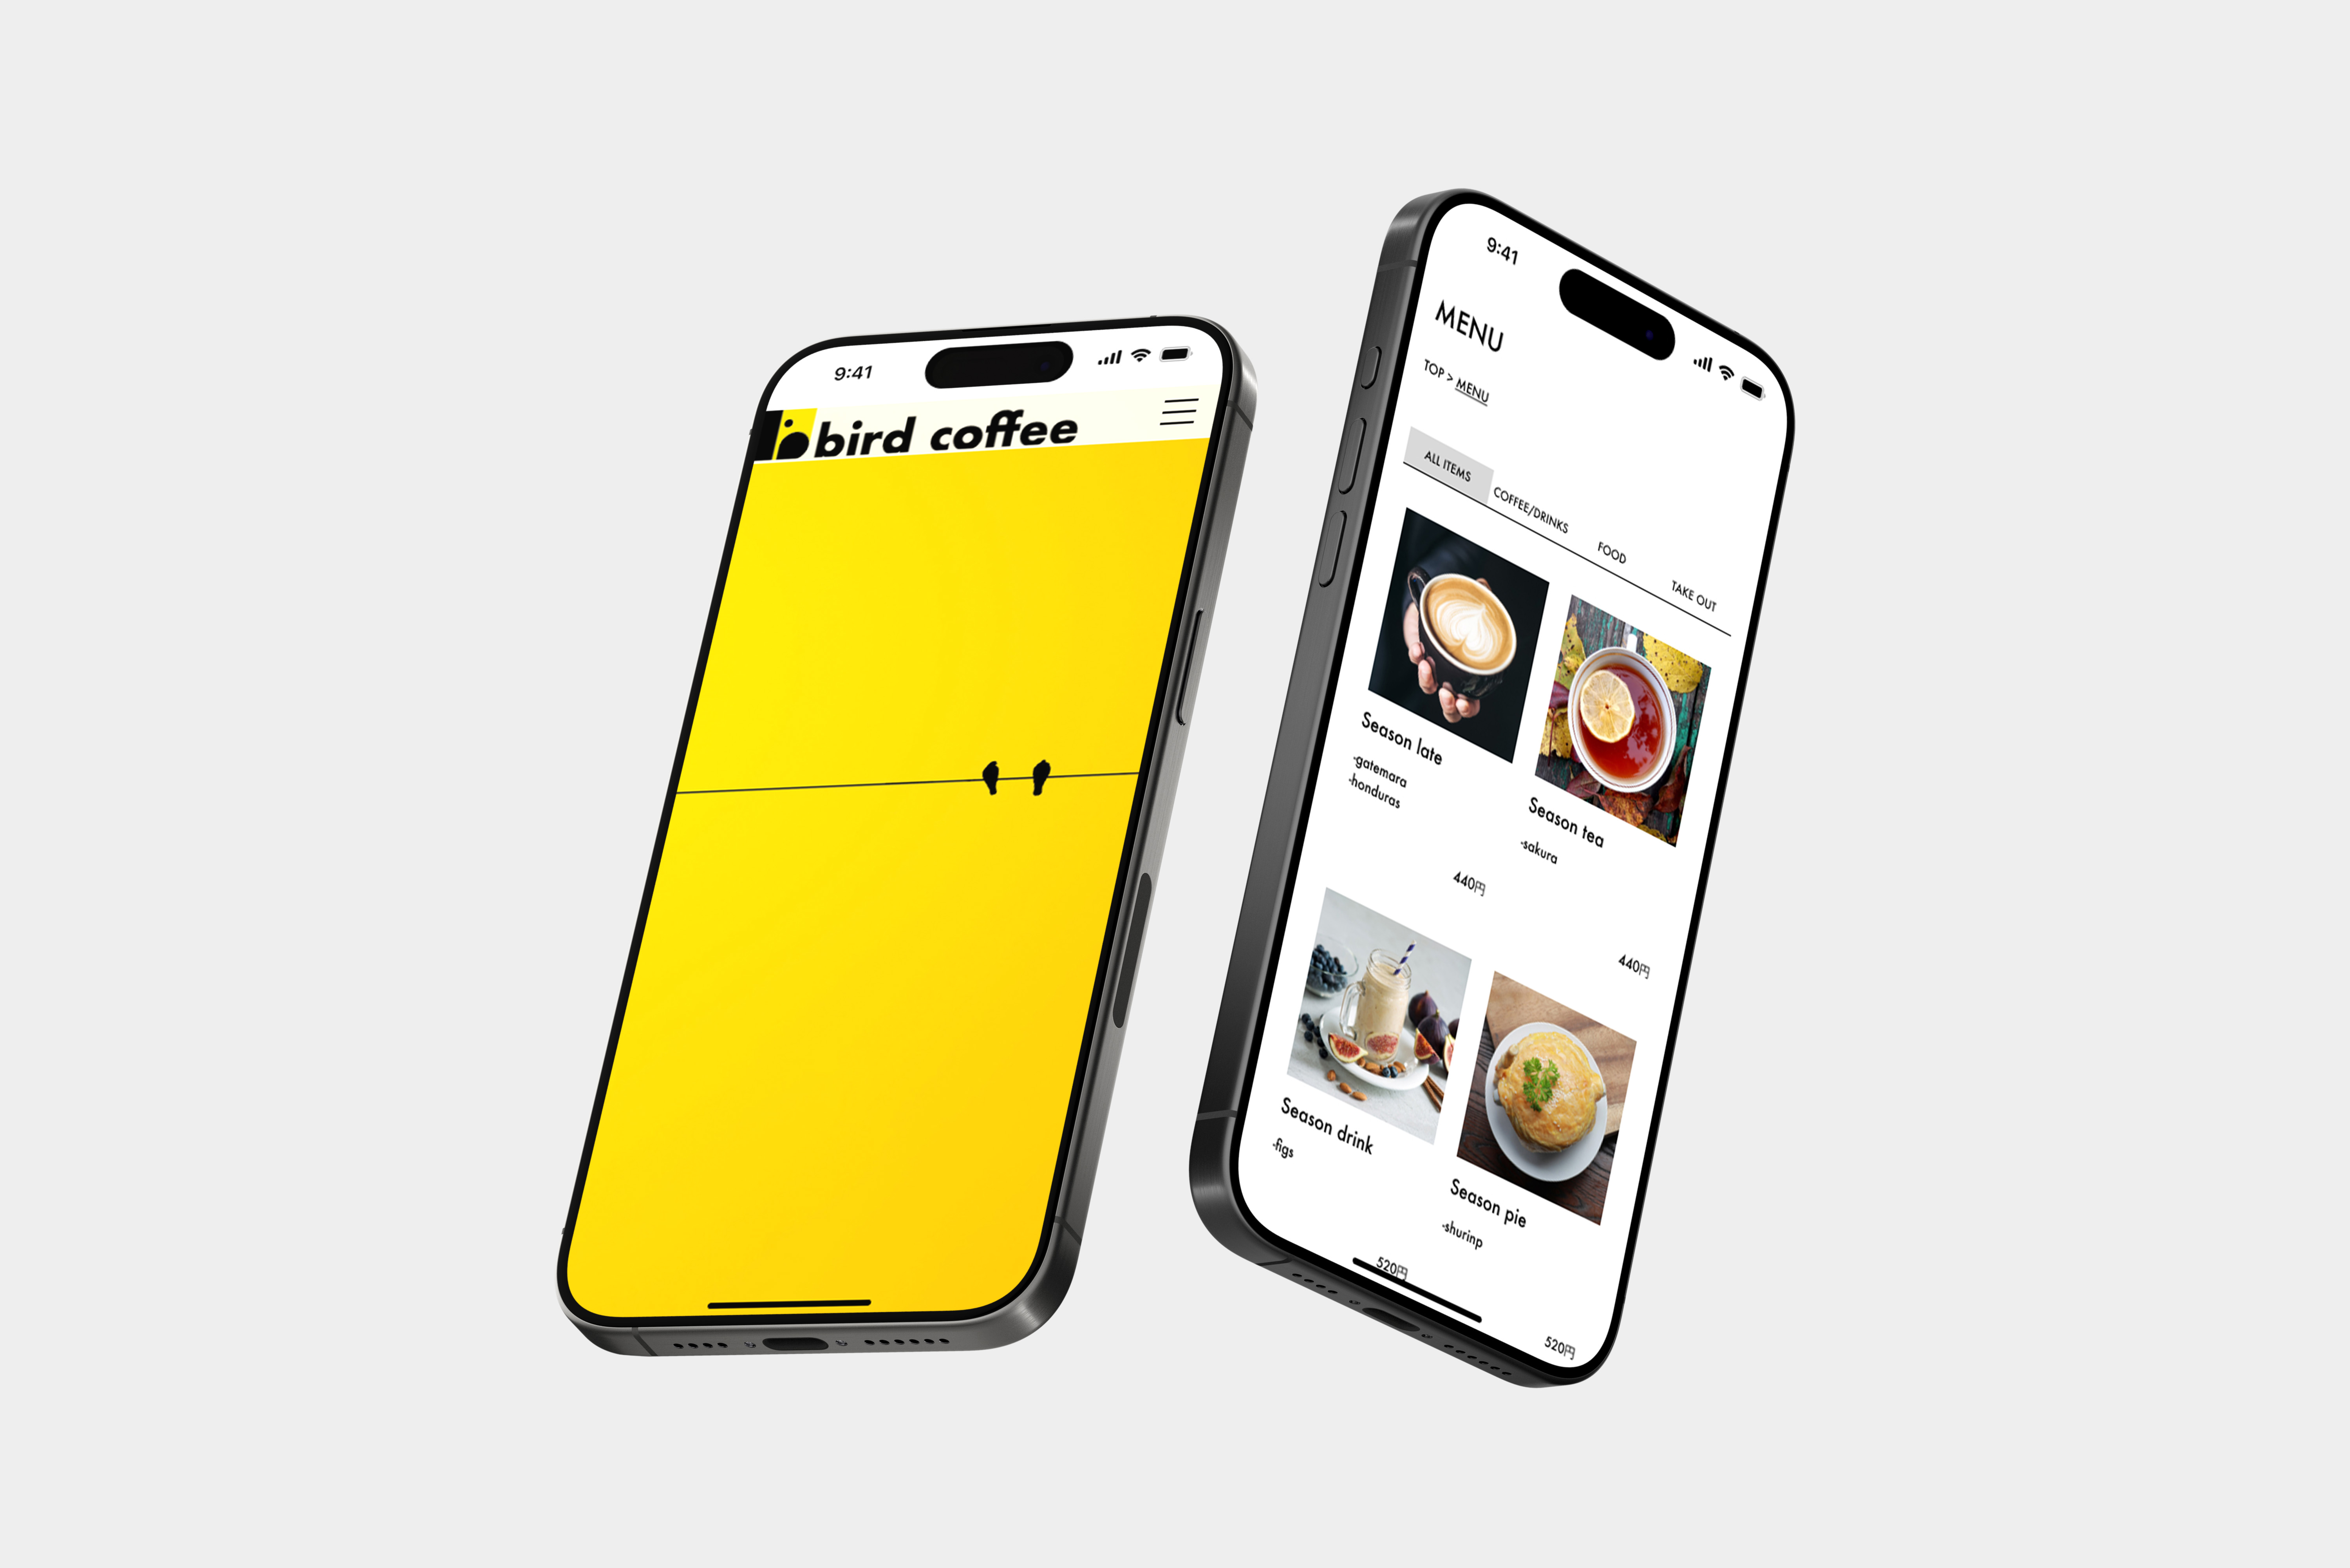 9:41
bird coffee
9:41
MENU
TOP > MENU
ALL ITEMS
COFFEE/DRINKS
FOOD
TAKE OUT
Season late
-gatemara
-honduras
440円
Season tea
-sakura
440円
Season drink
-figs
520円
Season pie
-shurinp
520円